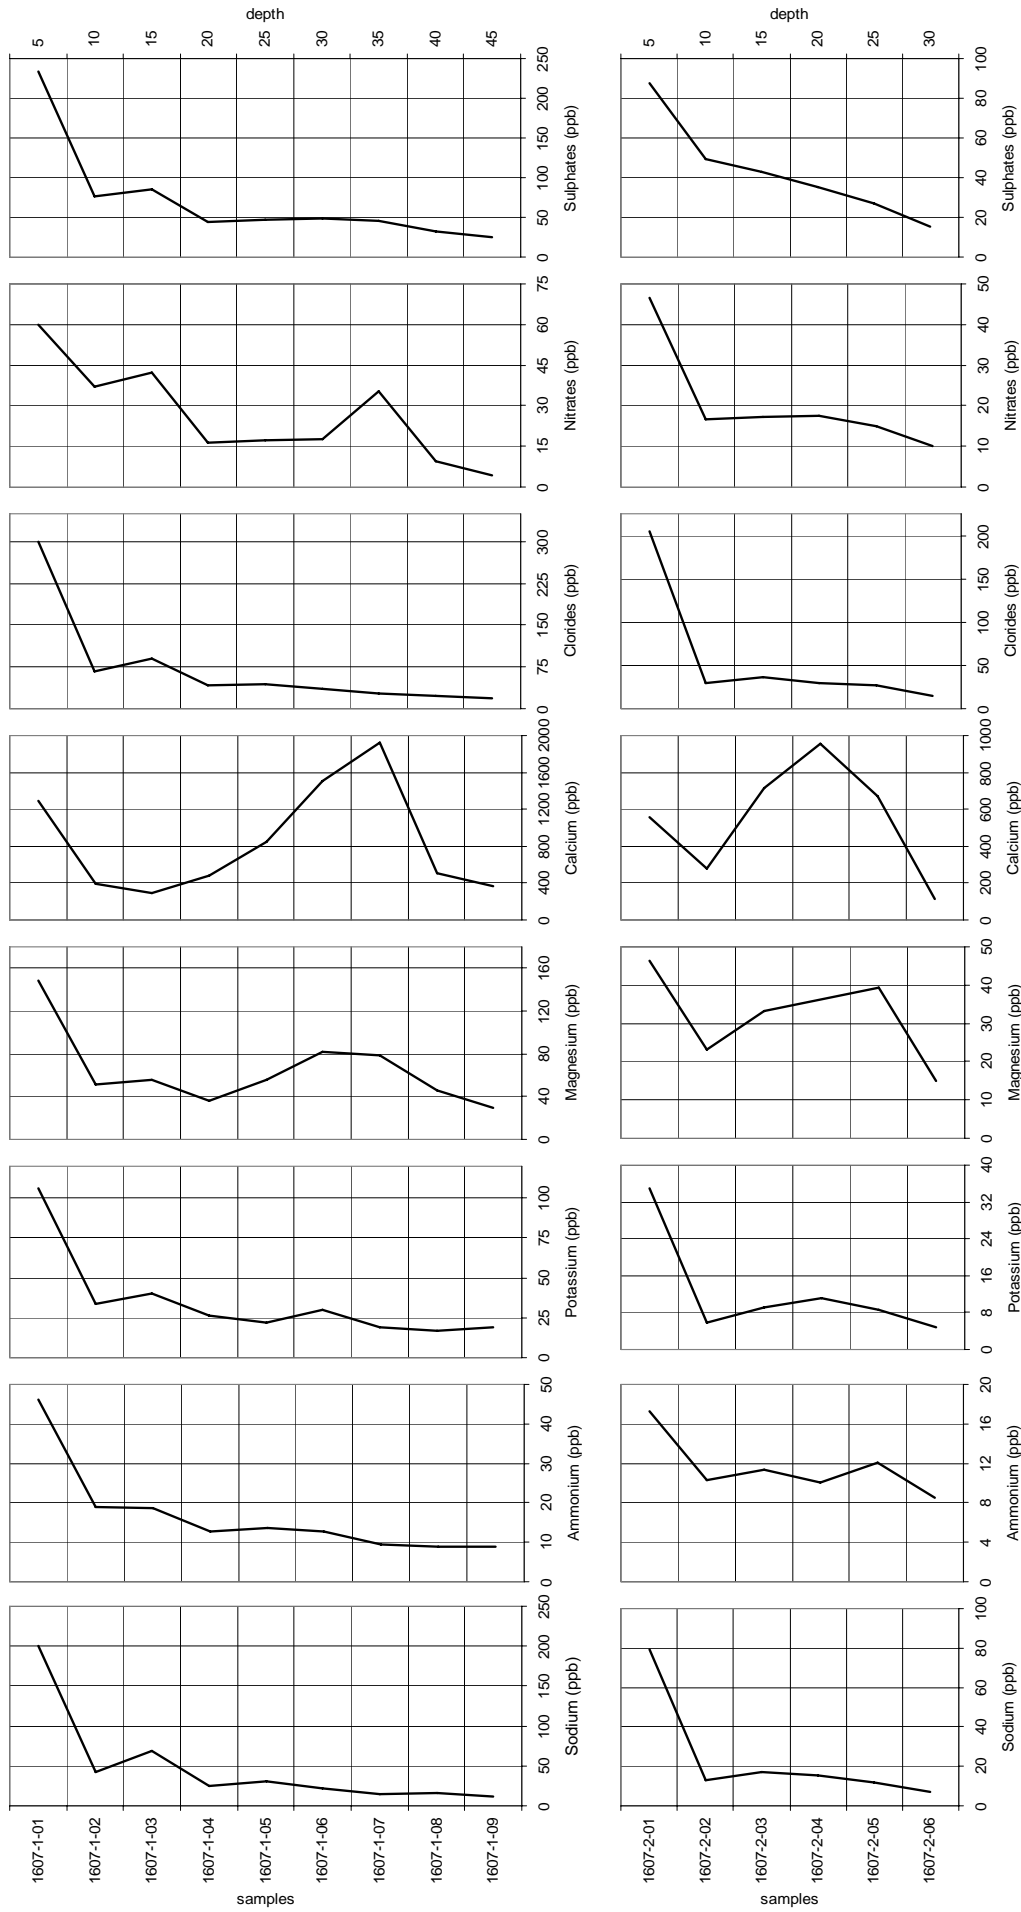 depth
5 10 15 20 25 30 35 40 45
250 200 150 100 50 0
Sulphates (ppb)
75 60 45 30 15 0
Nitrates (ppb)
300 225 150 75 0
Clorides (ppb)
2000 1600 1200 800 400 0
Calcium (ppb)
160 120 80 40 0
Magnesium (ppb)
100 75 50 25 0
Potassium (ppb)
50 40 30 20 10 0
Ammonium (ppb)
250 200 150 100 50 0
Sodium (ppb)
1607-1-01 1607-1-02 1607-1-03 1607-1-04 1607-1-05 1607-1-06 1607-1-07 1607-1-08 1607-1-09
samples
depth
5 10 15 20 25 30
100 80 60 40 20 0
Sulphates (ppb)
50 40 30 20 10 0
Nitrates (ppb)
200 150 100 50 0
Clorides (ppb)
1000 800 600 400 200 0
Calcium (ppb)
50 40 30 20 10 0
Magnesium (ppb)
40 32 24 16 8 0
Potassium (ppb)
20 16 12 8 4 0
Ammonium (ppb)
100 80 60 40 20 0
Sodium (ppb)
1607-2-01 1607-2-02 1607-2-03 1607-2-04 1607-2-05 1607-2-06
samples